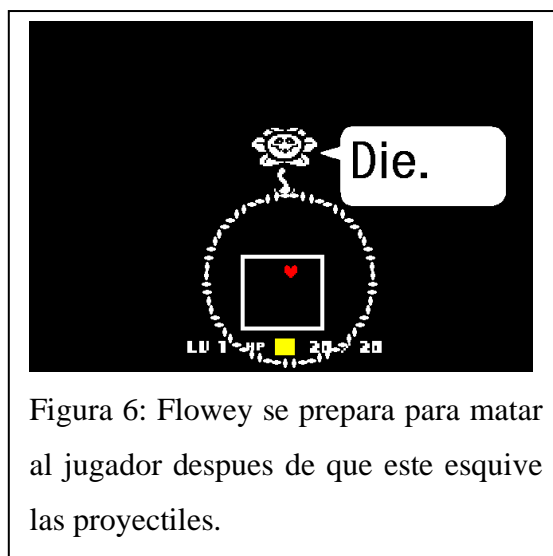 Die.
LV 1 HP 20 / 20
Figura 6: Flowey se prepara para matar
al jugador despues de que este esquive
las proyectiles.